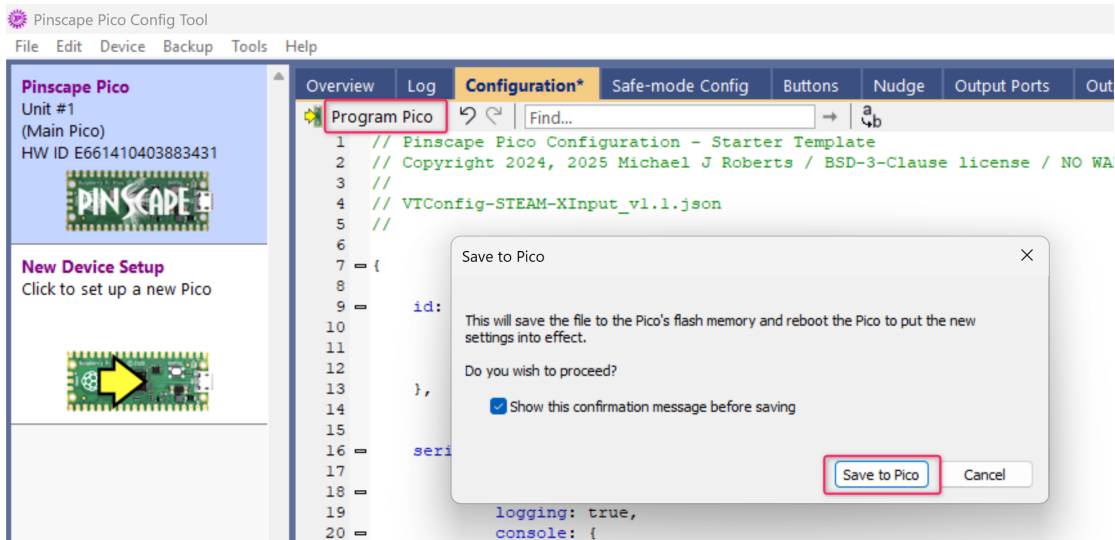 Pinscape Pico Config Tool
File Edit Device Backup Tools Help
Pinscape Pico
Unit #1
(Main Pico)
HW ID E661410403883431
PINSCAPE
New Device Setup
Click to set up a new Pico
Overview Log Configuration* Safe-mode Config Buttons Nudge Output Ports Out
Program Pico Find... a b
1 // Pinscape Pico Configuration - Starter Template
2 // Copyright 2024, 2025 Michael J Roberts / BSD-3-Clause license / NO WA
3 //
4 // VTConfig-STEAM-XInput_v1.1.json
5 //
6
7 {
8
9 id:
10
11
12
13 },
14
15
16 seri
17
18
19 logging: true,
20 console: {
Save to Pico
This will save the file to the Pico's flash memory and reboot the Pico to put the new
settings into effect.
Do you wish to proceed?
Show this confirmation message before saving
Save to Pico Cancel